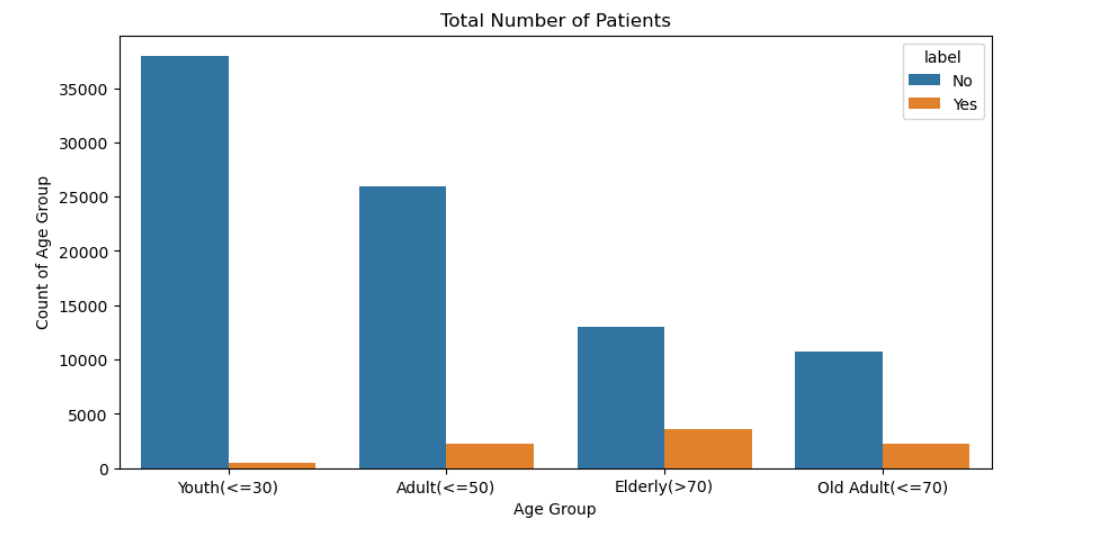 Total Number of Patients
label
No
Yes
Count of Age Group
35000
30000
25000
20000
15000
10000
5000
0
Youth(<=30)
Adult(<=50)
Elderly(>70)
Old Adult(<=70)
Age Group